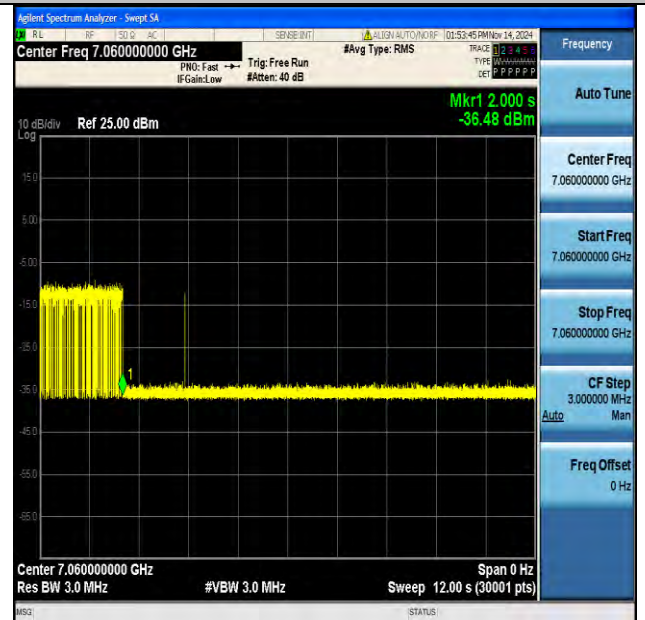 Agilent Spectrum Analyzer - Swept SA
RL RF 50 Ω AC SENSE:INT ALIGN AUTO/NO RF 01:53:45 PM Nov 14, 2024
Center Freq 7.060000000 GHz #Avg Type: RMS TRACE 1 2 3 4 5 6
PNO: Fast Trig: Free Run TYPE
IFGain:Low #Atten: 40 dB DET P P P P P P
Mkr1 2.000 s
-36.48 dBm
10 dB/div Ref 25.00 dBm
Log
15.0
5.00
-5.00
-15.0
-25.0
-35.0
-45.0
-55.0
-65.0
1
Center 7.060000000 GHz Span 0 Hz
Res BW 3.0 MHz #VBW 3.0 MHz Sweep 12.00 s (30001 pts)
MSG STATUS
Frequency
Auto Tune
Center Freq
7.060000000 GHz
Start Freq
7.060000000 GHz
Stop Freq
7.060000000 GHz
CF Step
3.000000 MHz
Auto Man
Freq Offset
0 Hz